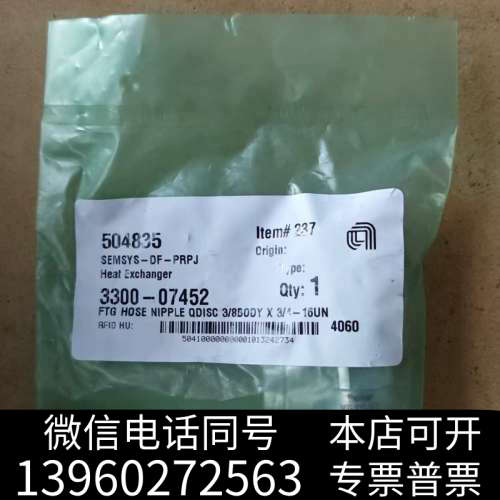 504835
SEMSYS-DF-PRPJ
Heat Exchanger
Item# 237
Origin:
Type:
3300-07452
Qty: 1
FTG HOSE NIPPLE QDISC 3/8BODY X 3/4-16UN
RFID HU:
4060
5041000000000001013242734
微信电话同号
本店可开
13960272563
专票普票